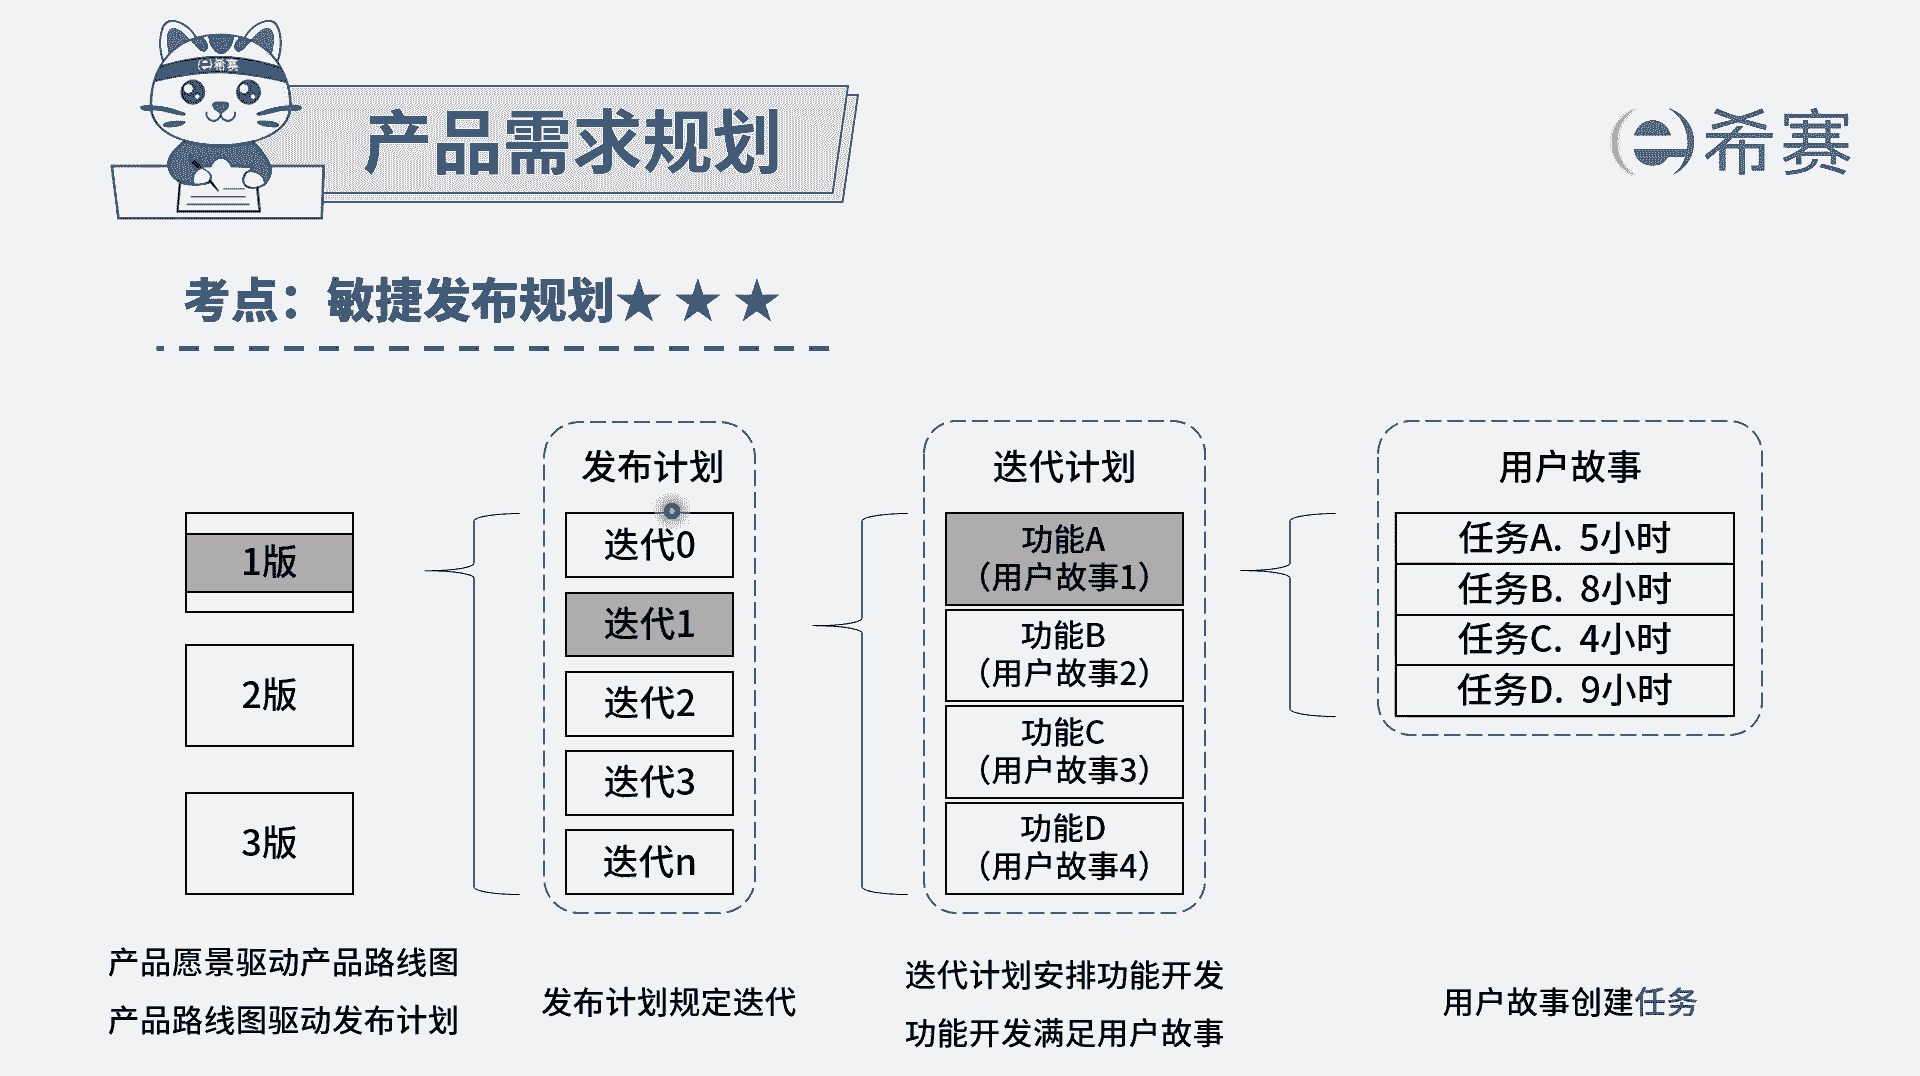 希赛
产品需求规划
希赛
考点：敏捷发布规划★ ★ ★
1版
2版
3版
产品愿景驱动产品路线图
产品路线图驱动发布计划
发布计划
迭代0
迭代1
迭代2
迭代3
迭代n
发布计划规定迭代
迭代计划
功能A
（用户故事1）
功能B
（用户故事2）
功能C
（用户故事3）
功能D
（用户故事4）
迭代计划安排功能开发
功能开发满足用户故事
用户故事
任务A. 5小时
任务B. 8小时
任务C. 4小时
任务D. 9小时
用户故事创建任务